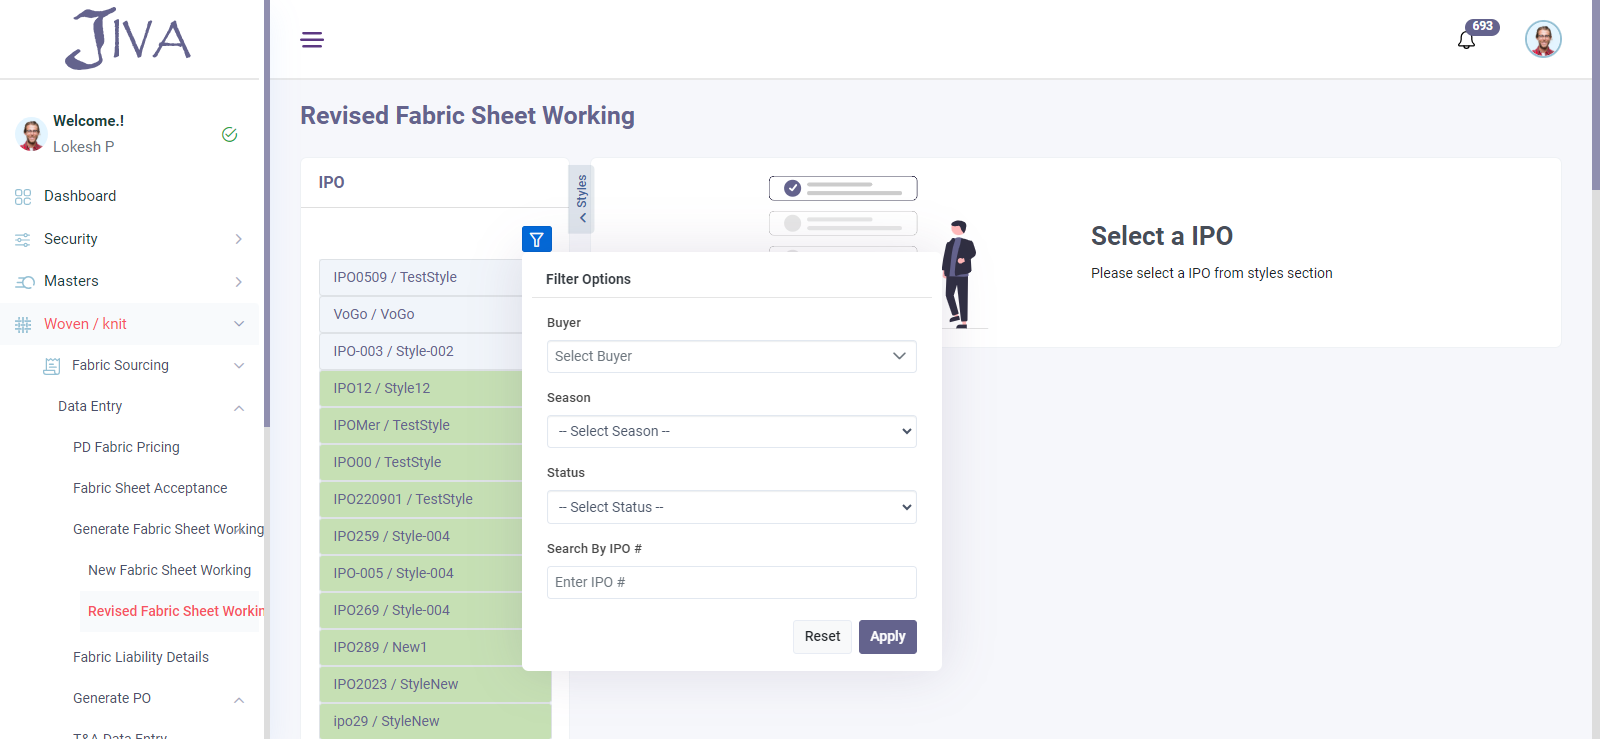 JIVA
693
Welcome.!
Lokesh P
Dashboard
Security
Masters
Woven / knit
Fabric Sourcing
Data Entry
PD Fabric Pricing
Fabric Sheet Acceptance
Generate Fabric Sheet Working
New Fabric Sheet Working
Revised Fabric Sheet Workin
Fabric Liability Details
Generate PO
T&A Data Entry
Revised Fabric Sheet Working
IPO
Styles
IPO0509 / TestStyle
VoGo / VoGo
IPO-003 / Style-002
IPO12 / Style12
IPOMer / TestStyle
IPO00 / TestStyle
IPO220901 / TestStyle
IPO259 / Style-004
IPO-005 / Style-004
IPO269 / Style-004
IPO289 / New1
IPO2023 / StyleNew
ipo29 / StyleNew
Filter Options
Buyer
Select Buyer
Season
-- Select Season --
Status
-- Select Status --
Search By IPO #
Enter IPO #
Reset
Apply
Select a IPO
Please select a IPO from styles section